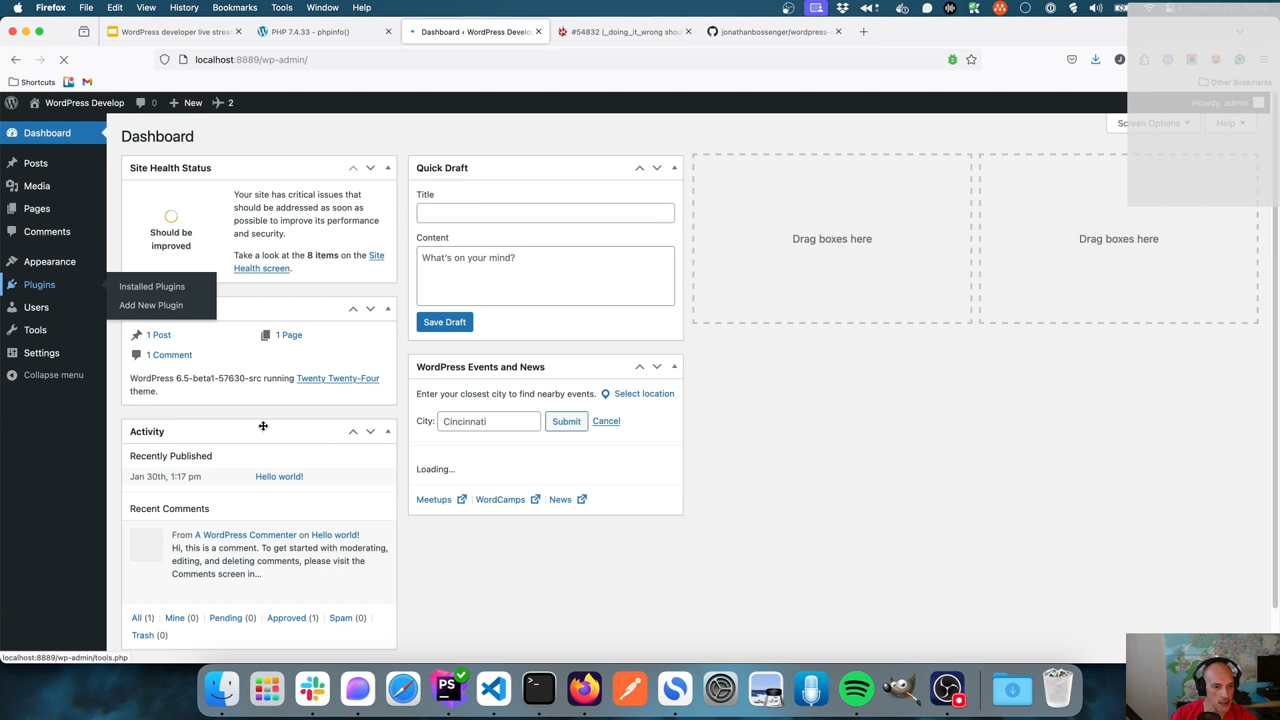 Firefox File Edit View History Bookmarks Tools Window Help
WordPress developer live strea
PHP 7.4.33 - phpinfo()
Dashboard ‹ WordPress Develo
#54832 (_doing_it_wrong shou
jonathanbossenger/wordpress-
localhost:8889/wp-admin/
Shortcuts
Other Bookmarks
WordPress Develop 0 New 2
Howdy, admin
Dashboard
Posts
Media
Pages
Comments
Appearance
Plugins
Users
Tools
Settings
Collapse menu
Installed Plugins
Add New Plugin
Screen Options Help
Dashboard
Site Health Status
Should be
improved
Your site has critical issues that
should be addressed as soon as
possible to improve its performance
and security.
Take a look at the 8 items on the Site
Health screen.
1 Post 1 Page
1 Comment
WordPress 6.5-beta1-57630-src running Twenty Twenty-Four
theme.
Activity
Recently Published
Jan 30th, 1:17 pm Hello world!
Recent Comments
From A WordPress Commenter on Hello world!
Hi, this is a comment. To get started with moderating,
editing, and deleting comments, please visit the
Comments screen in…
All (1) | Mine (0) | Pending (0) | Approved (1) | Spam (0) |
Trash (0)
Quick Draft
Title
Content
What's on your mind?
Save Draft
WordPress Events and News
Enter your closest city to find nearby events. Select location
City: Cincinnati Submit Cancel
Loading…
Meetups | WordCamps | News
Drag boxes here
Drag boxes here
localhost:8889/wp-admin/tools.php
PS